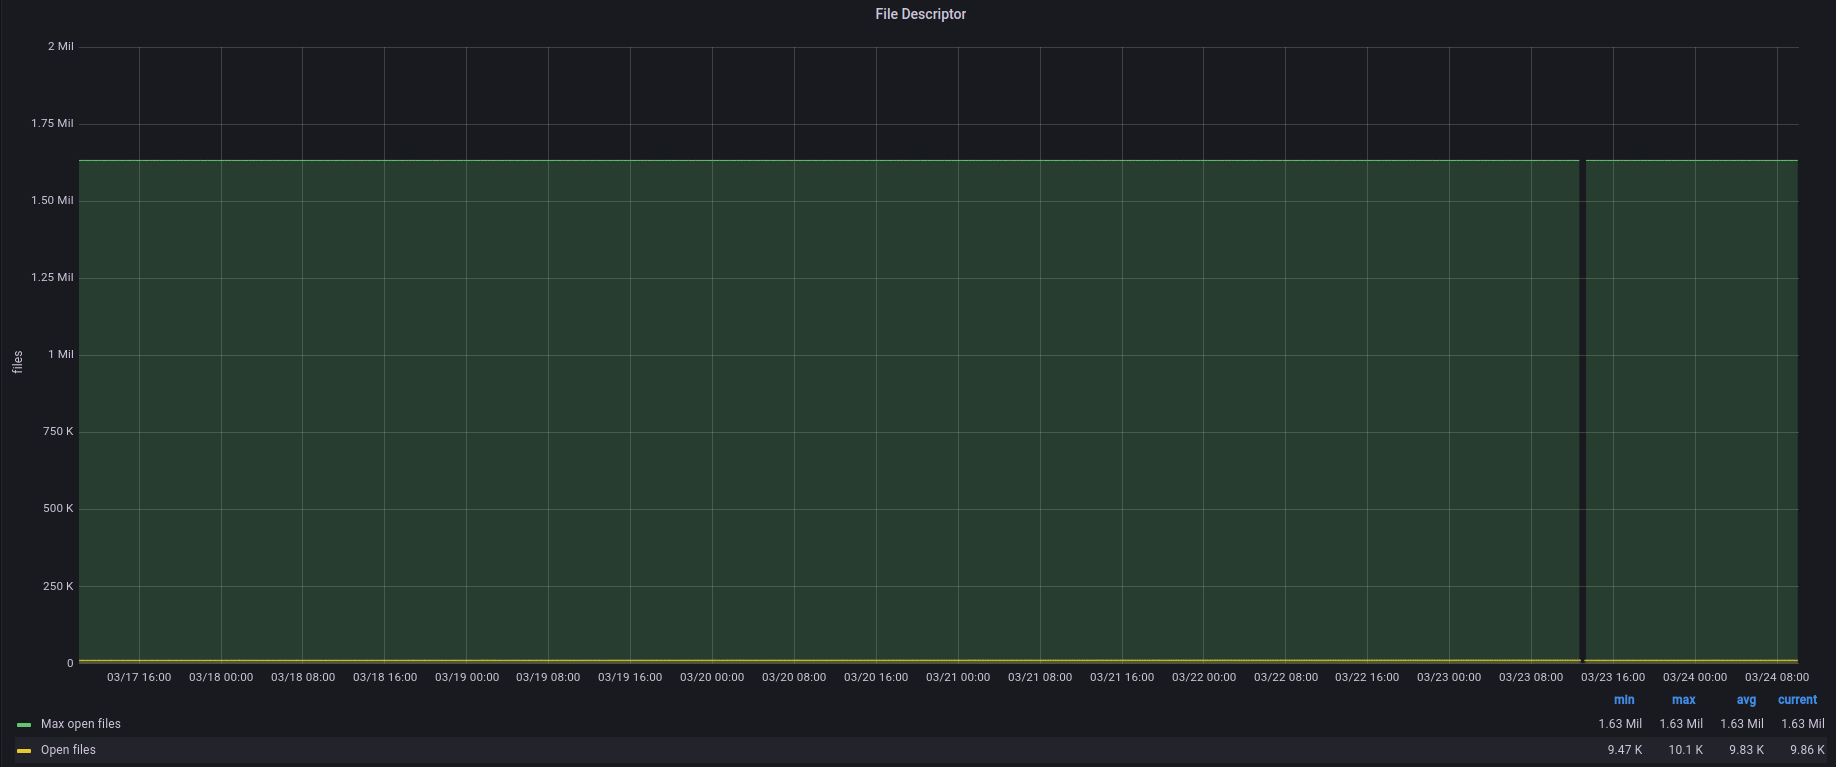 File Descriptor
2 Mil
1.75 Mil
1.50 Mil
1.25 Mil
1 Mil
750 K
500 K
250 K
0
files
03/17 16:00 03/18 00:00 03/18 08:00 03/18 16:00 03/19 00:00 03/19 08:00 03/19 16:00 03/20 00:00 03/20 08:00 03/20 16:00 03/21 00:00 03/21 08:00 03/21 16:00 03/22 00:00 03/22 08:00 03/22 16:00 03/23 00:00 03/23 08:00 03/23 16:00 03/24 00:00 03/24 08:00
min max avg current
Max open files 1.63 Mil 1.63 Mil 1.63 Mil 1.63 Mil
Open files 9.47 K 10.1 K 9.83 K 9.86 K